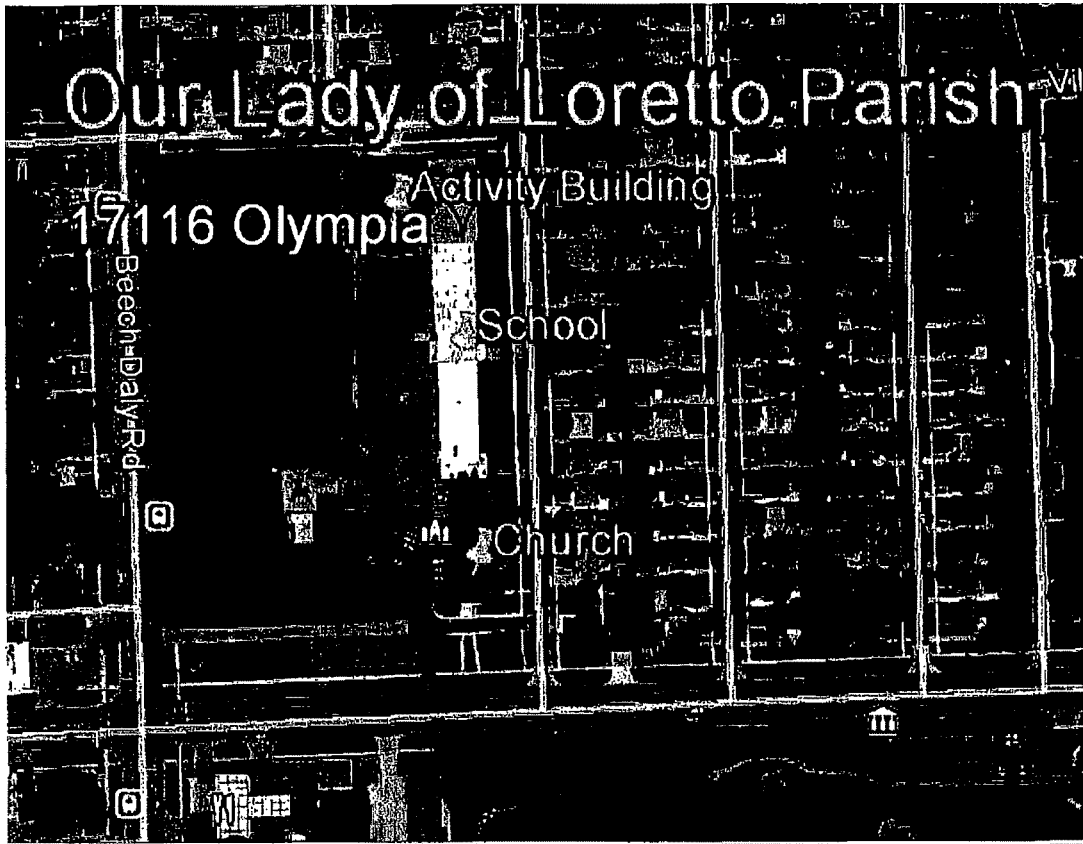 Our Lady of Loretto Parish
Activity Building
17116 Olympia
Beech-Daly-Rd
School
Church